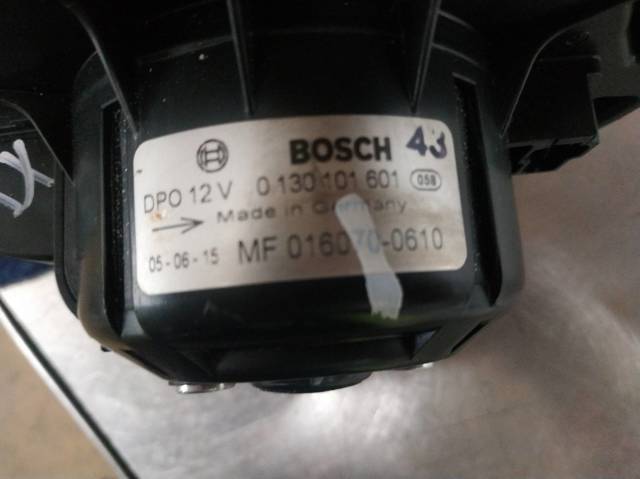 BOSCH 43
DPO 12 V 0 130 101 601 058
Made in Germany
05-06-15 MF 016070-0610
X